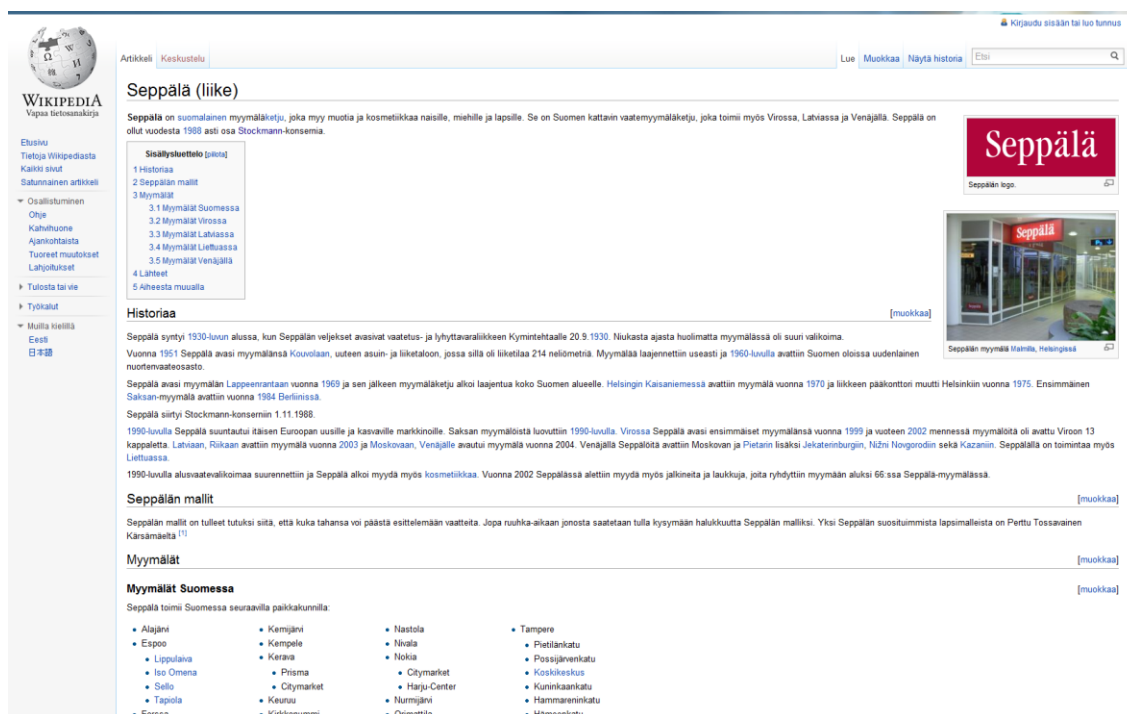 Kirjaudu sisään tai luo tunnus
Artikkeli Keskustelu
Lue Muokkaa Näytä historia Etsi
WIKIPEDIA
Vapaa tietosanakirja
Etusivu
Tietoja Wikipediasta
Kaikki sivut
Satunnainen artikkeli
Osallistuminen
Ohje
Kahvihuone
Ajankohtaista
Tuoreet muutokset
Lahjoitukset
Tulosta tai vie
Työkalut
Muilla kielillä
Eesti
日本語
Seppälä (liike)
Seppälä on suomalainen myymäläketju, joka myy muotia ja kosmetiikkaa naisille, miehille ja lapsille. Se on Suomen kattavin vaatemyymäläketju, joka toimii myös Virossa, Latviassa ja Venäjällä. Seppälä on
ollut vuodesta 1988 asti osa Stockmann-konsernia.
Seppälä
Seppälän logo.
Seppälä
Seppälän myymälä Malmilla, Helsingissä
Sisällysluettelo [piilota]
1 Historiaa
2 Seppälän mallit
3 Myymälät
3.1 Myymälät Suomessa
3.2 Myymälät Virossa
3.3 Myymälät Latviassa
3.4 Myymälät Liettuassa
3.5 Myymälät Venäjällä
4 Lähteet
5 Aiheesta muualla
Historiaa [muokkaa]
Seppälä syntyi 1930-luvun alussa, kun Seppälän veljekset avasivat vaatetus- ja lyhyttavaraliikkeen Kymintehtaalle 20.9.1930. Niukasta ajasta huolimatta myymälässä oli suuri valikoima.
Vuonna 1951 Seppälä avasi myymälänsä Kouvolaan, uuteen asuin- ja liiketaloon, jossa sillä oli liiketilaa 214 neliömetriä. Myymälää laajennettiin useasti ja 1960-luvulla avattiin Suomen oloissa uudenlainen
nuortenvaateosasto.
Seppälä avasi myymälän Lappeenrantaan vuonna 1969 ja sen jälkeen myymäläketju alkoi laajentua koko Suomen alueelle. Helsingin Kaisaniemessä avattiin myymälä vuonna 1970 ja liikkeen pääkonttori muutti Helsinkiin vuonna 1975. Ensimmäinen
Saksan-myymälä avattiin vuonna 1984 Berliinissä.
Seppälä siirtyi Stockmann-konserniin 1.11.1988.
1990-luvulla Seppälä suuntautui itäisen Euroopan uusille ja kasvaville markkinoille. Saksan myymälöistä luovuttiin 1990-luvulla. Virossa Seppälä avasi ensimmäiset myymälänsä vuonna 1999 ja vuoteen 2002 mennessä myymälöitä oli avattu Viroon 13
kappaletta. Latviaan, Riikaan avattiin myymälä vuonna 2003 ja Moskovaan, Venäjälle avautui myymälä vuonna 2004. Venäjällä Seppälöitä avattiin Moskovan ja Pietarin lisäksi Jekaterinburgiin, Nižni Novgorodiin sekä Kazaniin. Seppälällä on toimintaa myös
Liettuassa.
1990-luvulla alusvaatevalikoimaa suurennettiin ja Seppälä alkoi myydä myös kosmetiikkaa. Vuonna 2002 Seppälässä alettiin myydä myös jalkineita ja laukkuja, joita ryhdyttiin myymään aluksi 66:ssa Seppälä-myymälässä.
Seppälän mallit [muokkaa]
Seppälän mallit on tulleet tutuksi siitä, että kuka tahansa voi päästä esittelemään vaatteita. Jopa ruuhka-aikaan jonosta saatetaan tulla kysymään halukkuutta Seppälän malliksi. Yksi Seppälän suosituimmista lapsimalleista on Perttu Tossavainen
Kärsämäeltä [1]
Myymälät [muokkaa]
Myymälät Suomessa [muokkaa]
Seppälä toimii Suomessa seuraavilla paikkakunnilla:
Alajärvi
Espoo
Lippulaiva
Iso Omena
Sello
Tapiola
Kemijärvi
Kempele
Kerava
Prisma
Citymarket
Keuruu
Nastola
Nivala
Nokia
Citymarket
Harju-Center
Nurmijärvi
Tampere
Pietilänkatu
Possijärvenkatu
Koskikeskus
Kuninkaankatu
Hammareninkatu